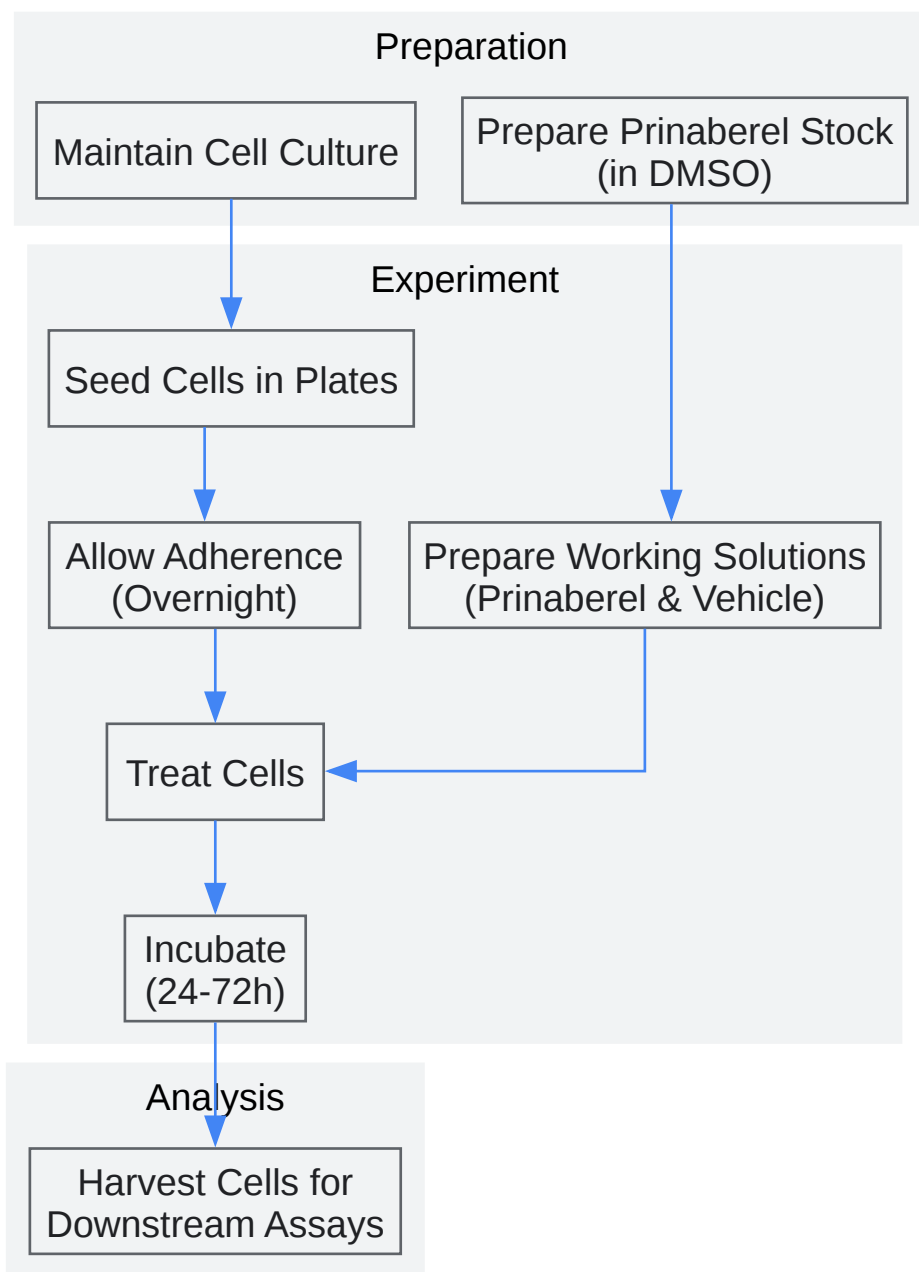 Preparation
Maintain Cell Culture
Prepare Prinaberel Stock
(in DMSO)
Experiment
Seed Cells in Plates
Allow Adherence
(Overnight)
Prepare Working Solutions
(Prinaberel & Vehicle)
Treat Cells
Incubate
(24-72h)
Analysis
Harvest Cells for
Downstream Assays